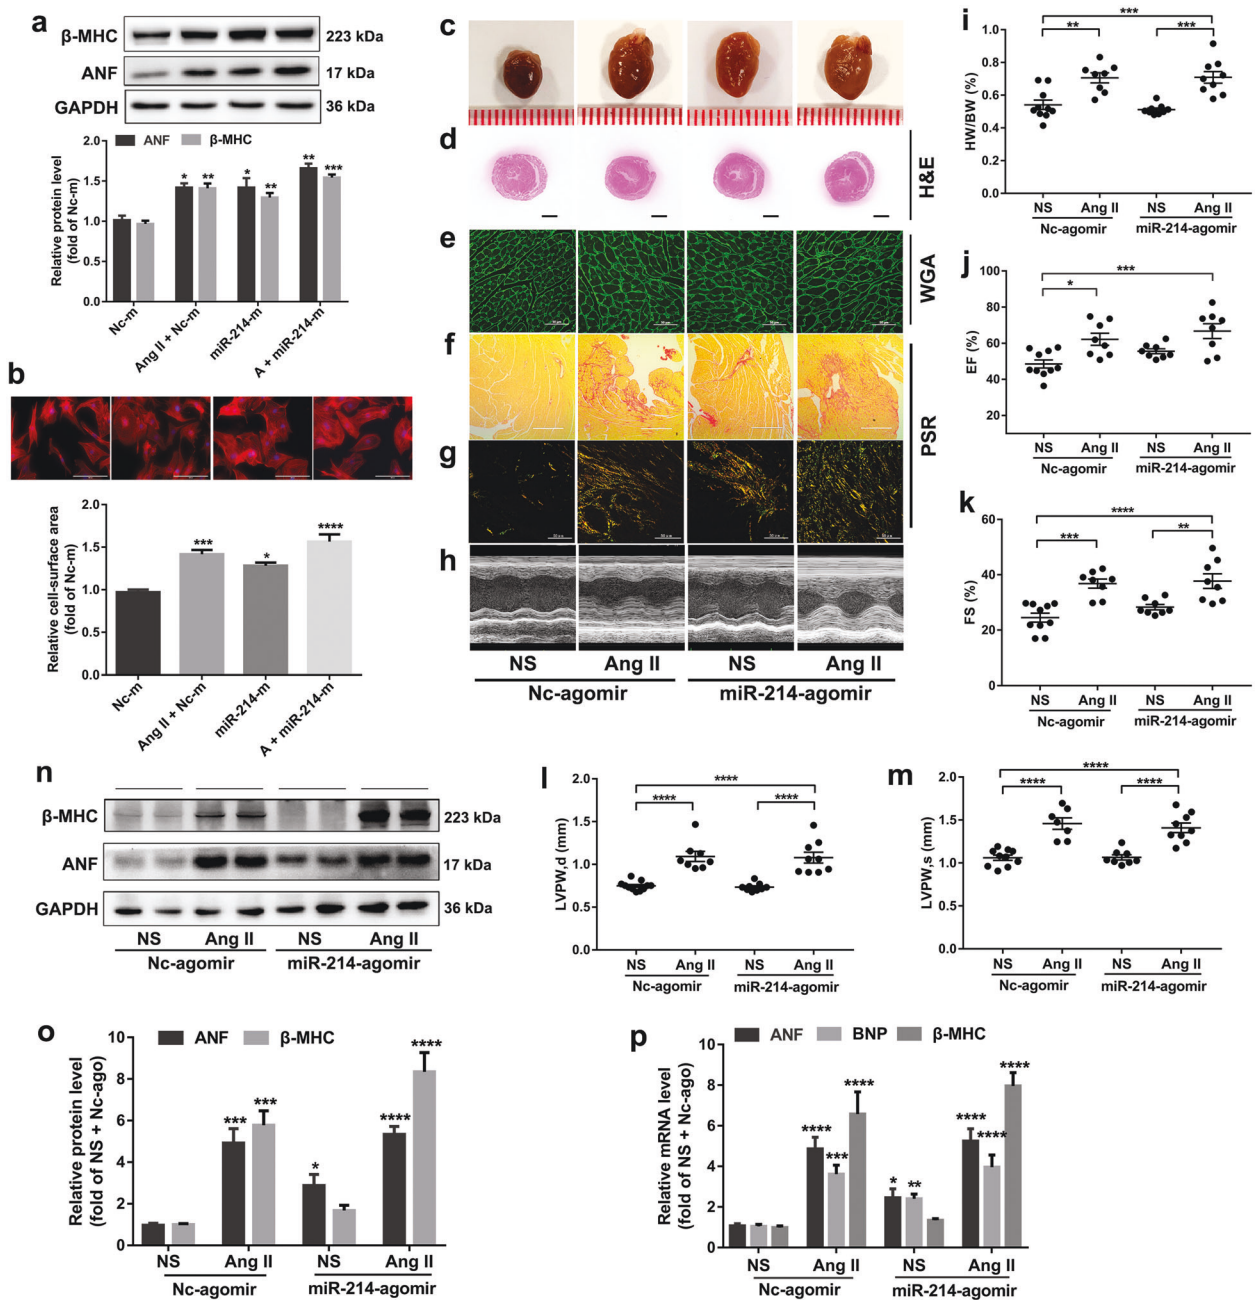 a
β-MHC
223 kDa
ANF
17 kDa
GAPDH
36 kDa
ANF β-MHC
Relative protein level
(fold of Nc-m)
2.0
1.5
1.0
0.5
0.0
* ** * ** ** ***
Nc-m
Ang II + Nc-m
miR-214-m
A + miR-214-m
b
Relative cell-surface area
(fold of Nc-m)
2.0
1.5
1.0
0.5
0.0
*** * ****
Nc-m
Ang II + Nc-m
miR-214-m
A + miR-214-m
c
d
H&E
e
WGA
f
g
PSR
h
NS Ang II NS Ang II
Nc-agomir miR-214-agomir
i
HW/BW (%)
1.0
0.8
0.6
0.4
0.2
0.0
***
** ***
NS Ang II NS Ang II
Nc-agomir miR-214-agomir
j
EF (%)
100
80
60
40
20
***
*
NS Ang II NS Ang II
Nc-agomir miR-214-agomir
k
FS (%)
60
40
20
0
****
*** **
NS Ang II NS Ang II
Nc-agomir miR-214-agomir
n
β-MHC
223 kDa
ANF
17 kDa
GAPDH
36 kDa
NS Ang II NS Ang II
Nc-agomir miR-214-agomir
l
LVPW,d (mm)
2.0
1.5
1.0
0.5
0.0
****
**** ****
NS Ang II NS Ang II
Nc-agomir miR-214-agomir
m
LVPW,s (mm)
2.0
1.5
1.0
0.5
0.0
****
**** ****
NS Ang II NS Ang II
Nc-agomir miR-214-agomir
o
ANF β-MHC
Relative protein level
(fold of NS + Nc-ago)
10
8
6
4
2
0
*** *** * **** ****
NS Ang II NS Ang II
Nc-agomir miR-214-agomir
p
ANF BNP β-MHC
Relative mRNA level
(fold of NS + Nc-ago)
10
8
6
4
2
0
**** *** **** * ** **** **** ****
NS Ang II NS Ang II
Nc-agomir miR-214-agomir